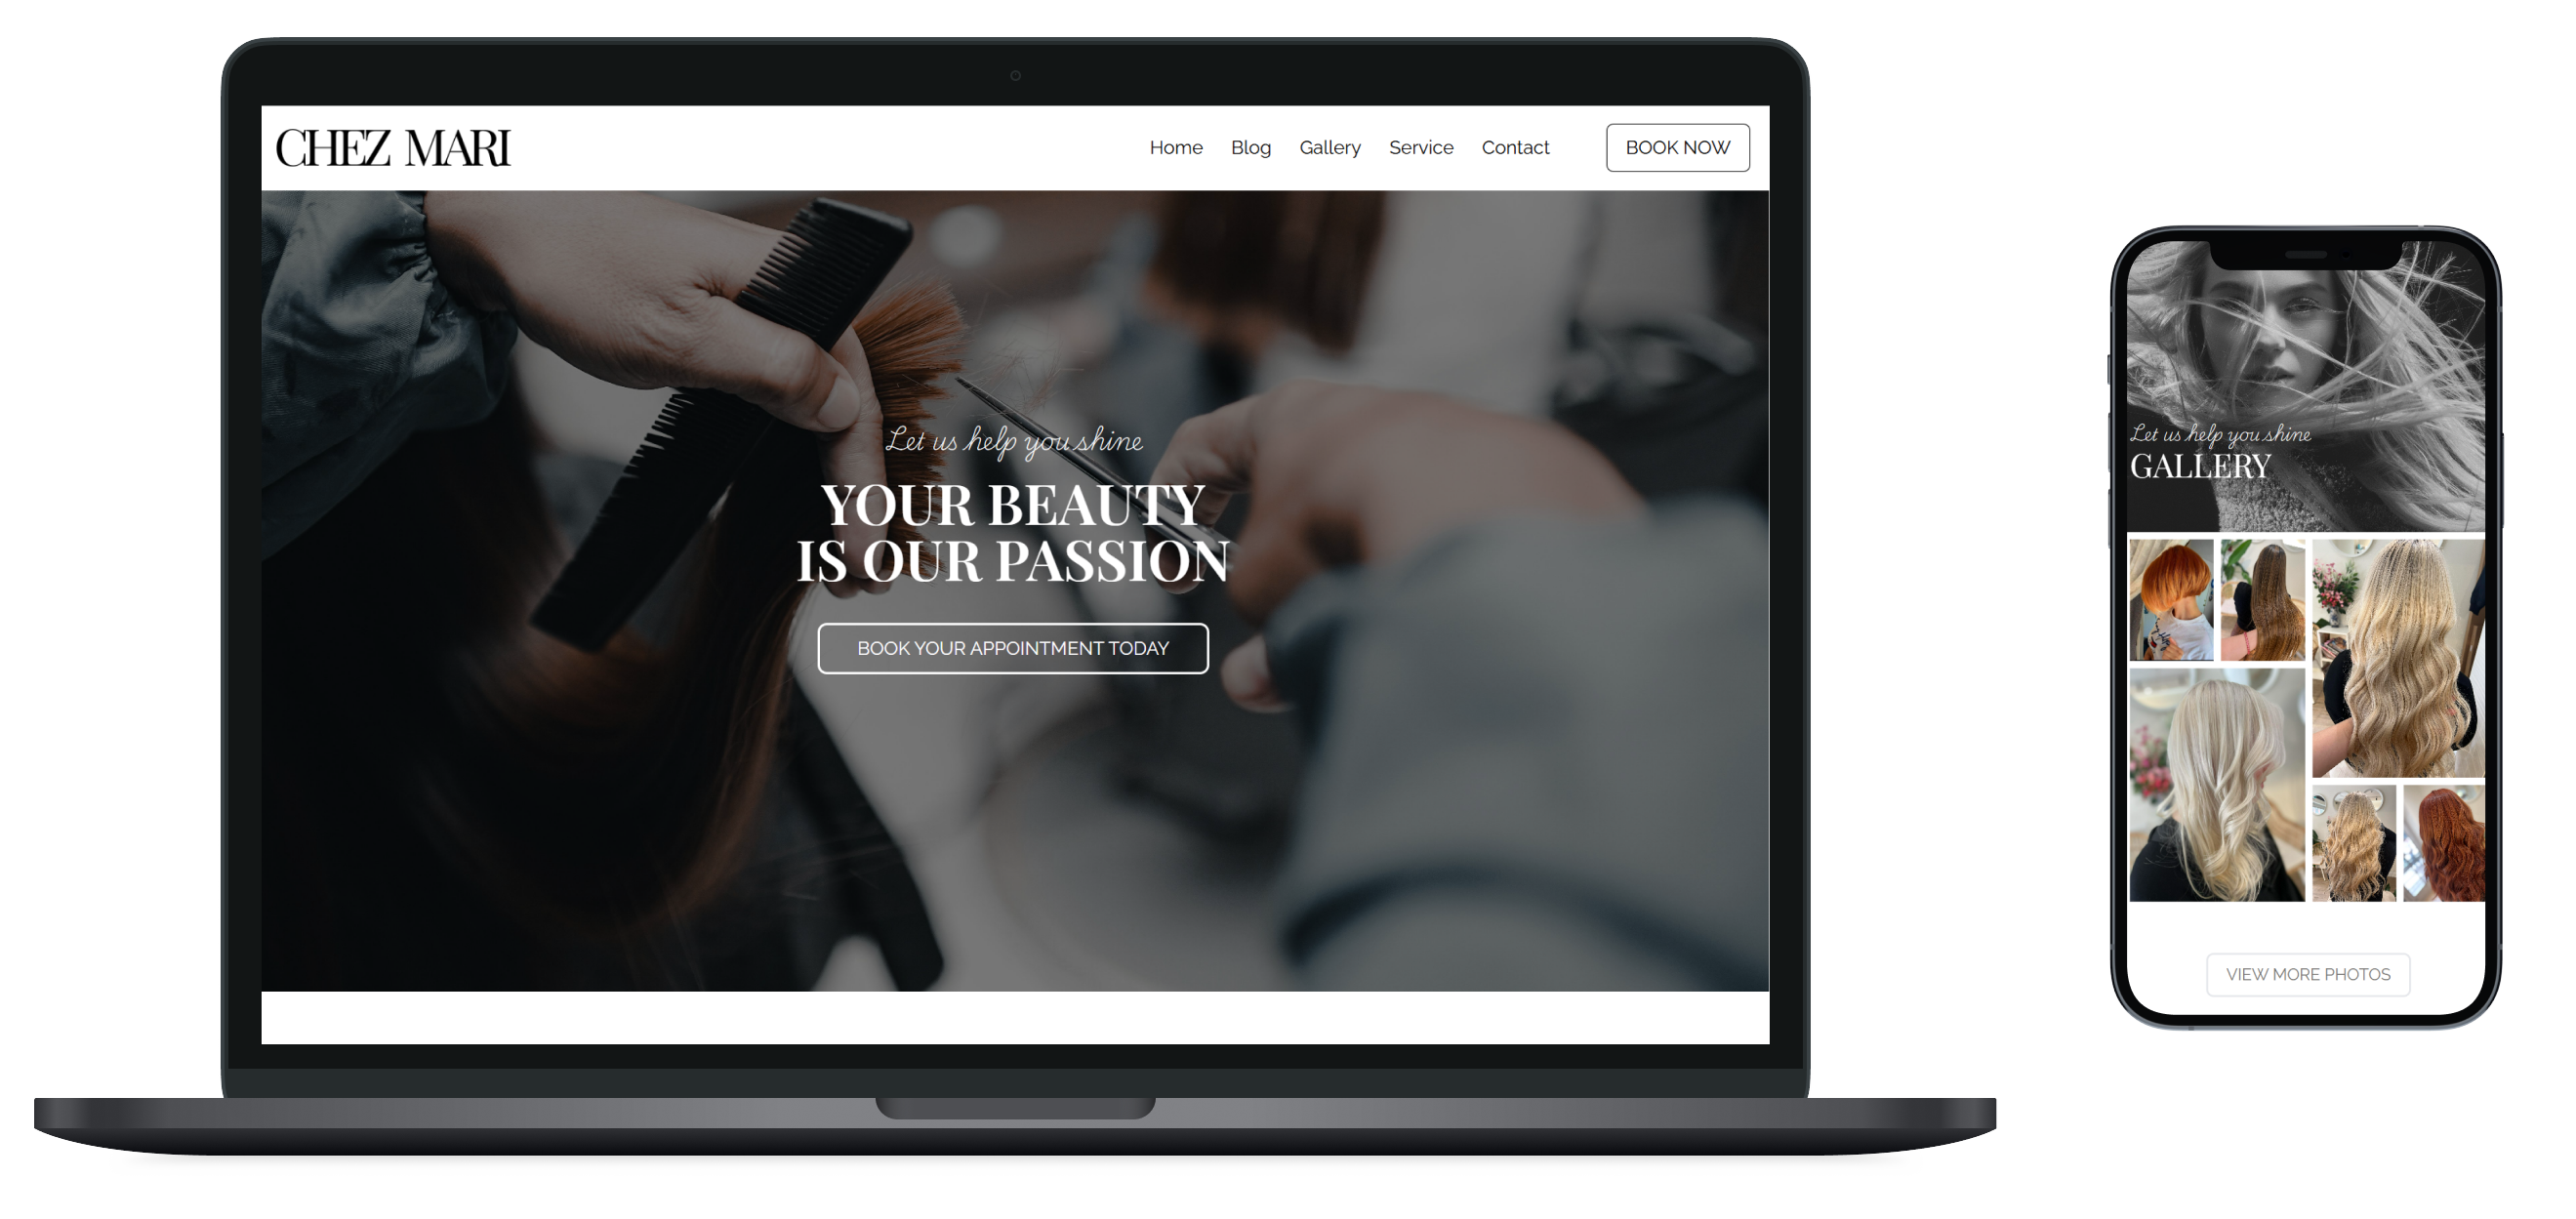 CHEZ MARI
Home Blog Gallery Service Contact BOOK NOW
Let us help you shine
YOUR BEAUTY
IS OUR PASSION
BOOK YOUR APPOINTMENT TODAY
Let us help you shine
GALLERY
VIEW MORE PHOTOS